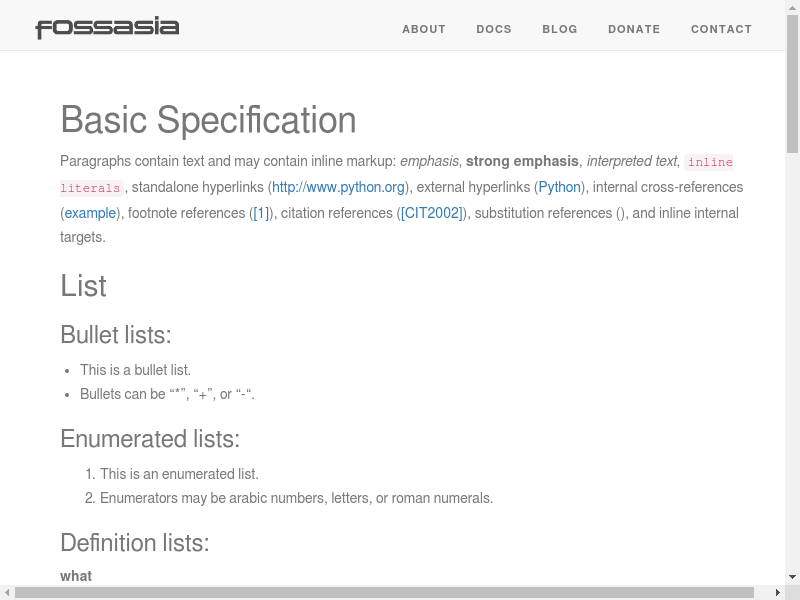 fossasia
ABOUT DOCS BLOG DONATE CONTACT
Basic Specification
Paragraphs contain text and may contain inline markup: emphasis, strong emphasis, interpreted text, inline
literals, standalone hyperlinks (http://www.python.org), external hyperlinks (Python), internal cross-references
(example), footnote references ([1]), citation references ([CIT2002]), substitution references (), and inline internal
targets.
List
Bullet lists:
• This is a bullet list.
• Bullets can be “*”, “+”, or “-“.
Enumerated lists:
1. This is an enumerated list.
2. Enumerators may be arabic numbers, letters, or roman numerals.
Definition lists:
what